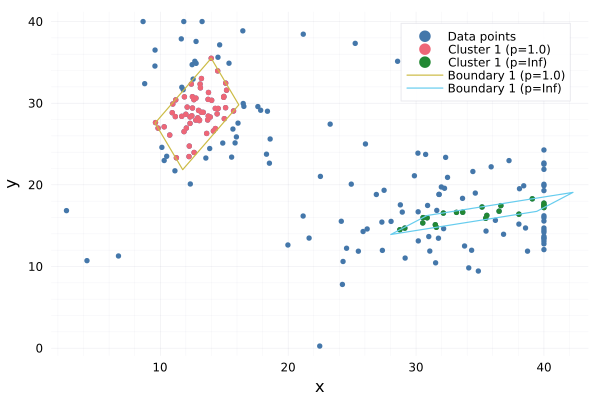 40
30
20
10
0
y
10
20
30
40
x
Data points
Cluster 1 (p=1.0)
Cluster 1 (p=Inf)
Boundary 1 (p=1.0)
Boundary 1 (p=Inf)